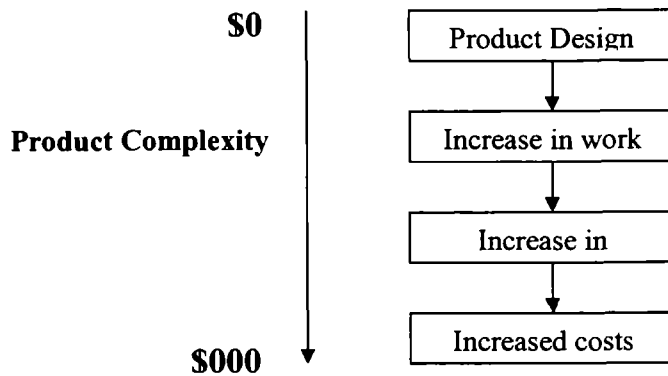 $0
Product Design
Product Complexity
Increase in work
Increase in
Increased costs
$000